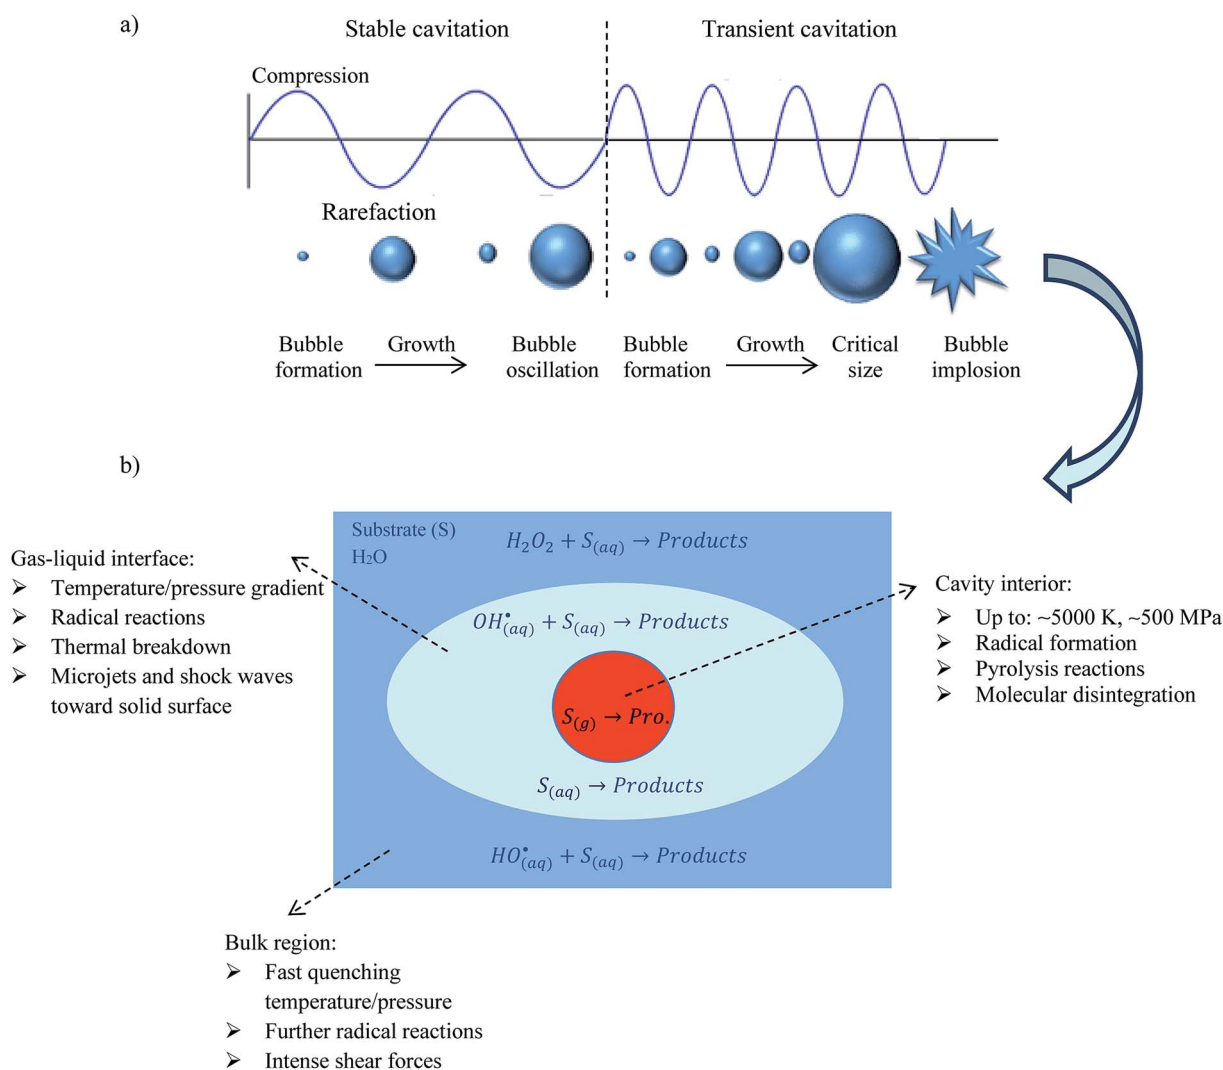 a)
Stable cavitation
Transient cavitation
Compression
Rarefaction
Bubble formation
Growth
Bubble oscillation
Bubble formation
Growth
Critical size
Bubble implosion
b)
Substrate (S)
H₂O
H₂O₂ + S(aq) → Products
OH•(aq) + S(aq) → Products
S(g) → Pro.
S(aq) → Products
HO•(aq) + S(aq) → Products
Gas-liquid interface:
➢ Temperature/pressure gradient
➢ Radical reactions
➢ Thermal breakdown
➢ Microjets and shock waves
toward solid surface
Cavity interior:
➢ Up to: ~5000 K, ~500 MPa
➢ Radical formation
➢ Pyrolysis reactions
➢ Molecular disintegration
Bulk region:
➢ Fast quenching
temperature/pressure
➢ Further radical reactions
➢ Intense shear forces